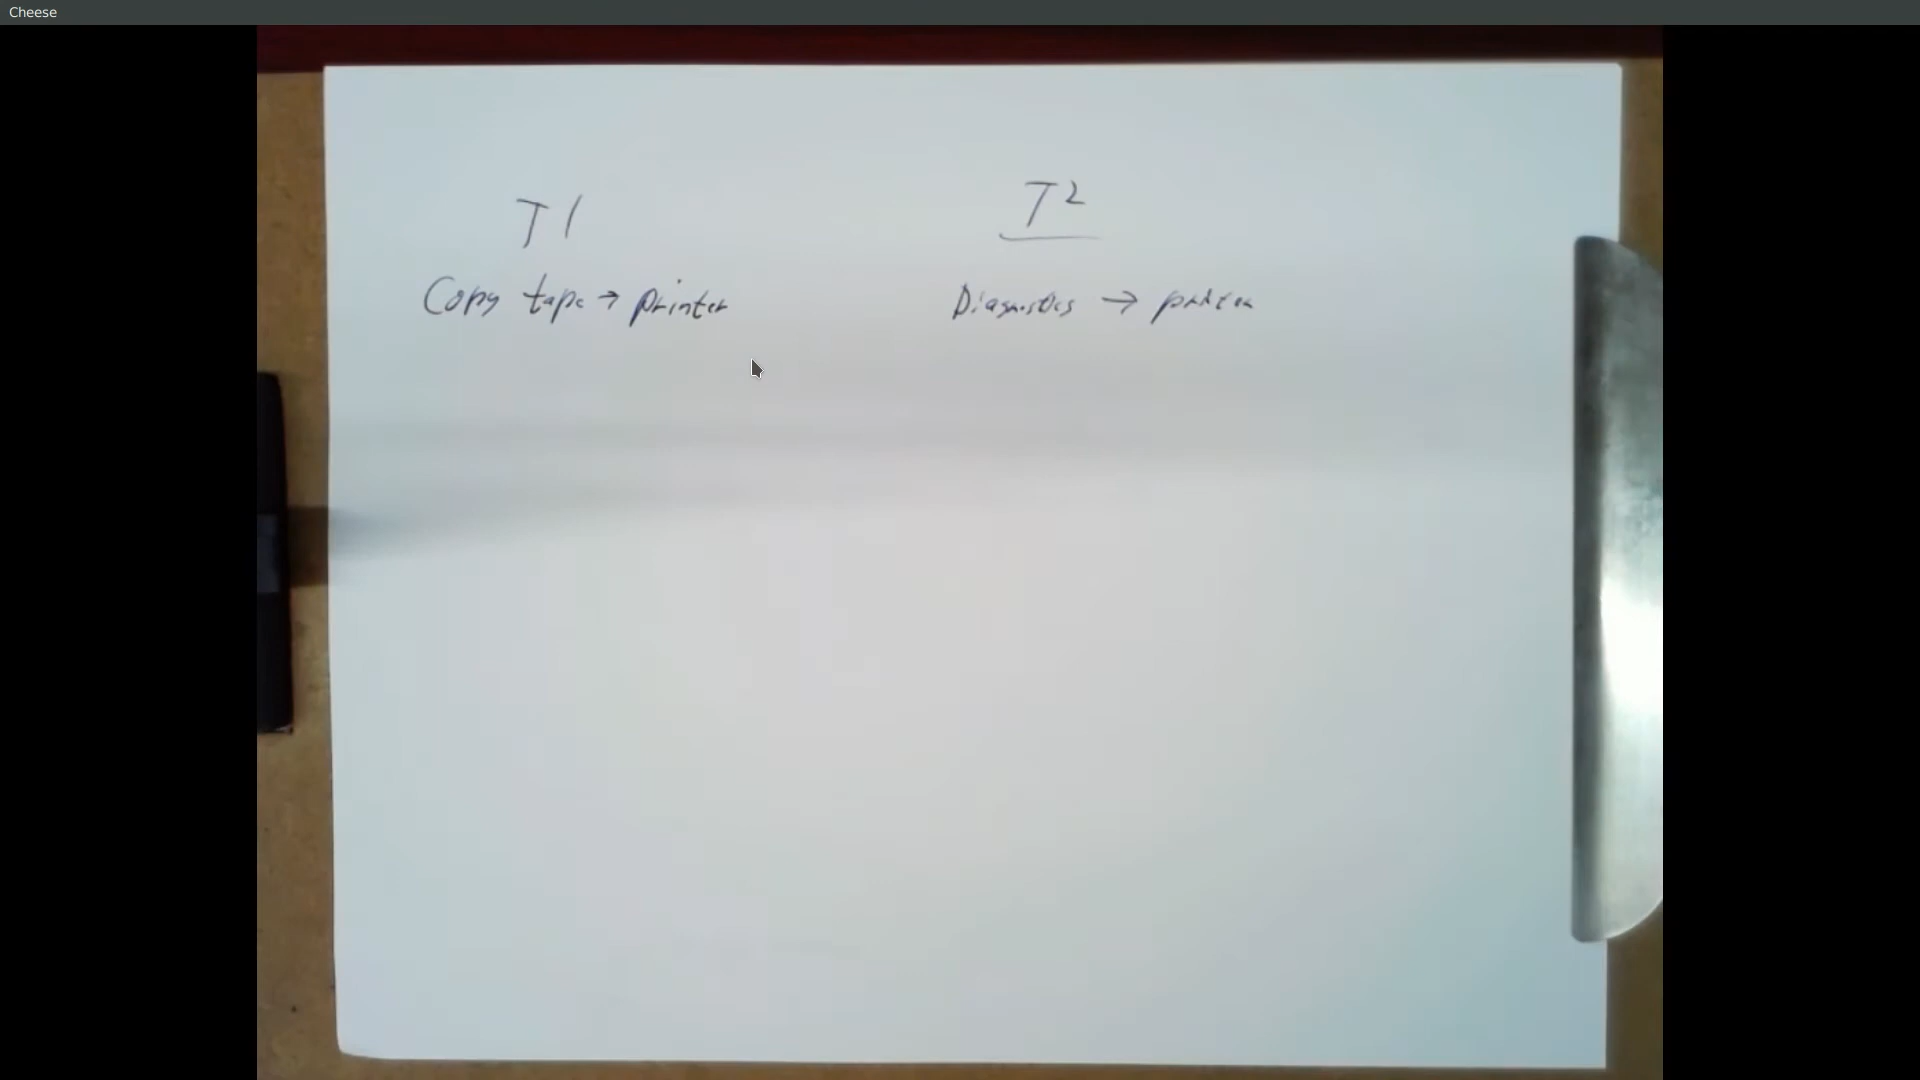 Cheese
T1
T2
Copy tape → printer
Diagnostics → printer